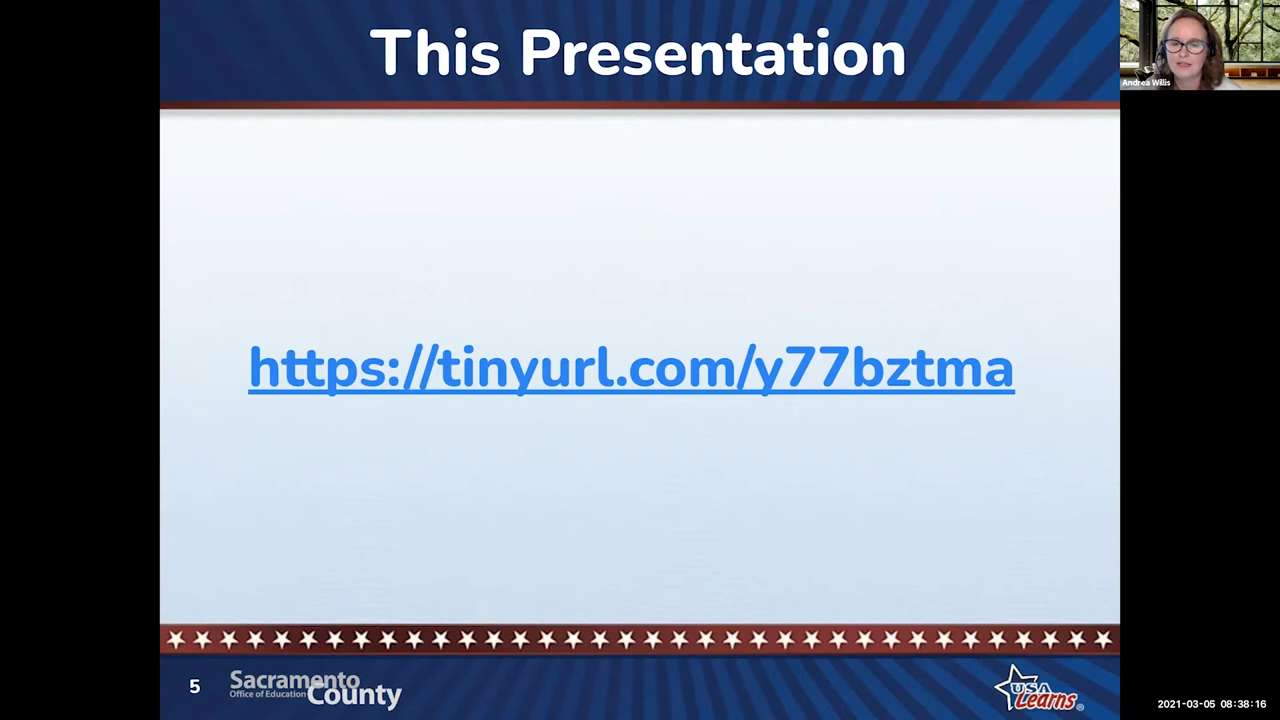 This Presentation
Andrea Willis
https://tinyurl.com/y77bztma
5
Sacramento
Office of Education
County
USA
Learns®
2021-03-05 08:38:16